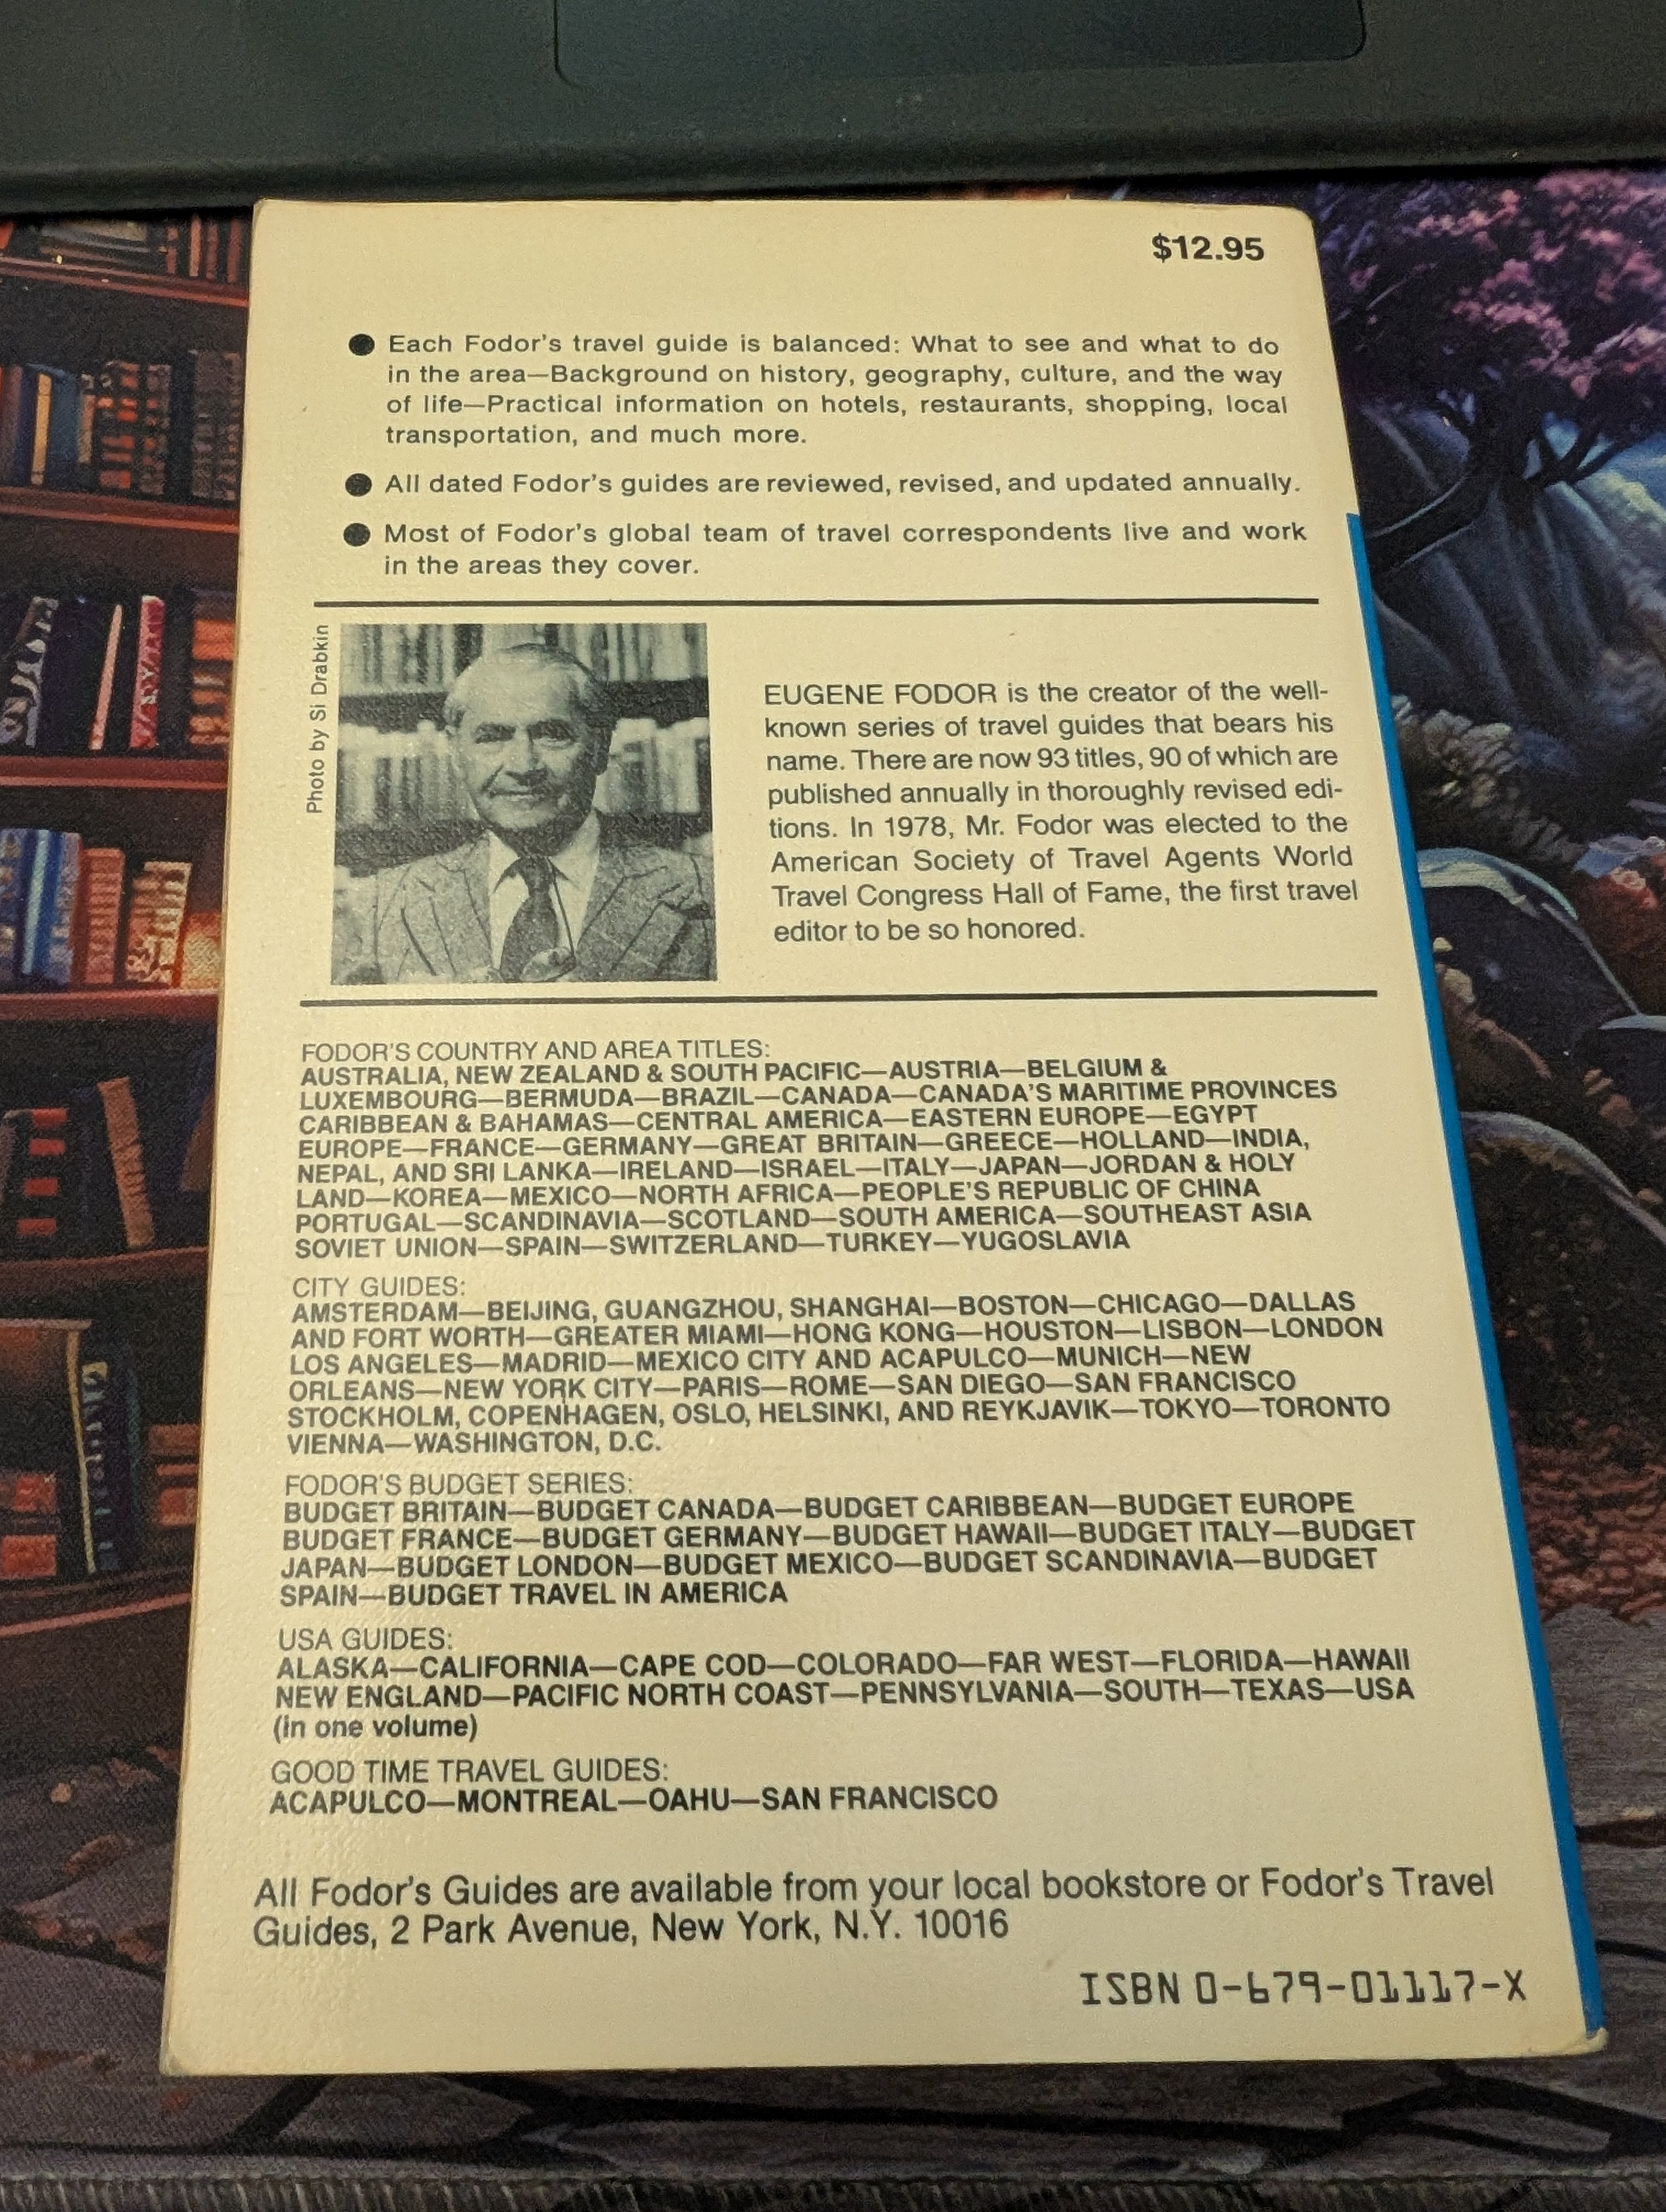 $12.95
● Each Fodor's travel guide is balanced: What to see and what to do
in the area—Background on history, geography, culture, and the way
of life—Practical information on hotels, restaurants, shopping, local
transportation, and much more.
● All dated Fodor's guides are reviewed, revised, and updated annually.
● Most of Fodor's global team of travel correspondents live and work
in the areas they cover.
Photo by Si Drabkin
EUGENE FODOR is the creator of the well-
known series of travel guides that bears his
name. There are now 93 titles, 90 of which are
published annually in thoroughly revised edi-
tions. In 1978, Mr. Fodor was elected to the
American Society of Travel Agents World
Travel Congress Hall of Fame, the first travel
editor to be so honored.
FODOR'S COUNTRY AND AREA TITLES:
AUSTRALIA, NEW ZEALAND & SOUTH PACIFIC—AUSTRIA—BELGIUM &
LUXEMBOURG—BERMUDA—BRAZIL—CANADA—CANADA'S MARITIME PROVINCES
CARIBBEAN & BAHAMAS—CENTRAL AMERICA—EASTERN EUROPE—EGYPT
EUROPE—FRANCE—GERMANY—GREAT BRITAIN—GREECE—HOLLAND—INDIA,
NEPAL, AND SRI LANKA—IRELAND—ISRAEL—ITALY—JAPAN—JORDAN & HOLY
LAND—KOREA—MEXICO—NORTH AFRICA—PEOPLE'S REPUBLIC OF CHINA
PORTUGAL—SCANDINAVIA—SCOTLAND—SOUTH AMERICA—SOUTHEAST ASIA
SOVIET UNION—SPAIN—SWITZERLAND—TURKEY—YUGOSLAVIA
CITY GUIDES:
AMSTERDAM—BEIJING, GUANGZHOU, SHANGHAI—BOSTON—CHICAGO—DALLAS
AND FORT WORTH—GREATER MIAMI—HONG KONG—HOUSTON—LISBON—LONDON
LOS ANGELES—MADRID—MEXICO CITY AND ACAPULCO—MUNICH—NEW
ORLEANS—NEW YORK CITY—PARIS—ROME—SAN DIEGO—SAN FRANCISCO
STOCKHOLM, COPENHAGEN, OSLO, HELSINKI, AND REYKJAVIK—TOKYO—TORONTO
VIENNA—WASHINGTON, D.C.
FODOR'S BUDGET SERIES:
BUDGET BRITAIN—BUDGET CANADA—BUDGET CARIBBEAN—BUDGET EUROPE
BUDGET FRANCE—BUDGET GERMANY—BUDGET HAWAII—BUDGET ITALY—BUDGET
JAPAN—BUDGET LONDON—BUDGET MEXICO—BUDGET SCANDINAVIA—BUDGET
SPAIN—BUDGET TRAVEL IN AMERICA
USA GUIDES:
ALASKA—CALIFORNIA—CAPE COD—COLORADO—FAR WEST—FLORIDA—HAWAII
NEW ENGLAND—PACIFIC NORTH COAST—PENNSYLVANIA—SOUTH—TEXAS—USA
(in one volume)
GOOD TIME TRAVEL GUIDES:
ACAPULCO—MONTREAL—OAHU—SAN FRANCISCO
All Fodor's Guides are available from your local bookstore or Fodor's Travel
Guides, 2 Park Avenue, New York, N.Y. 10016
ISBN 0-679-01117-X